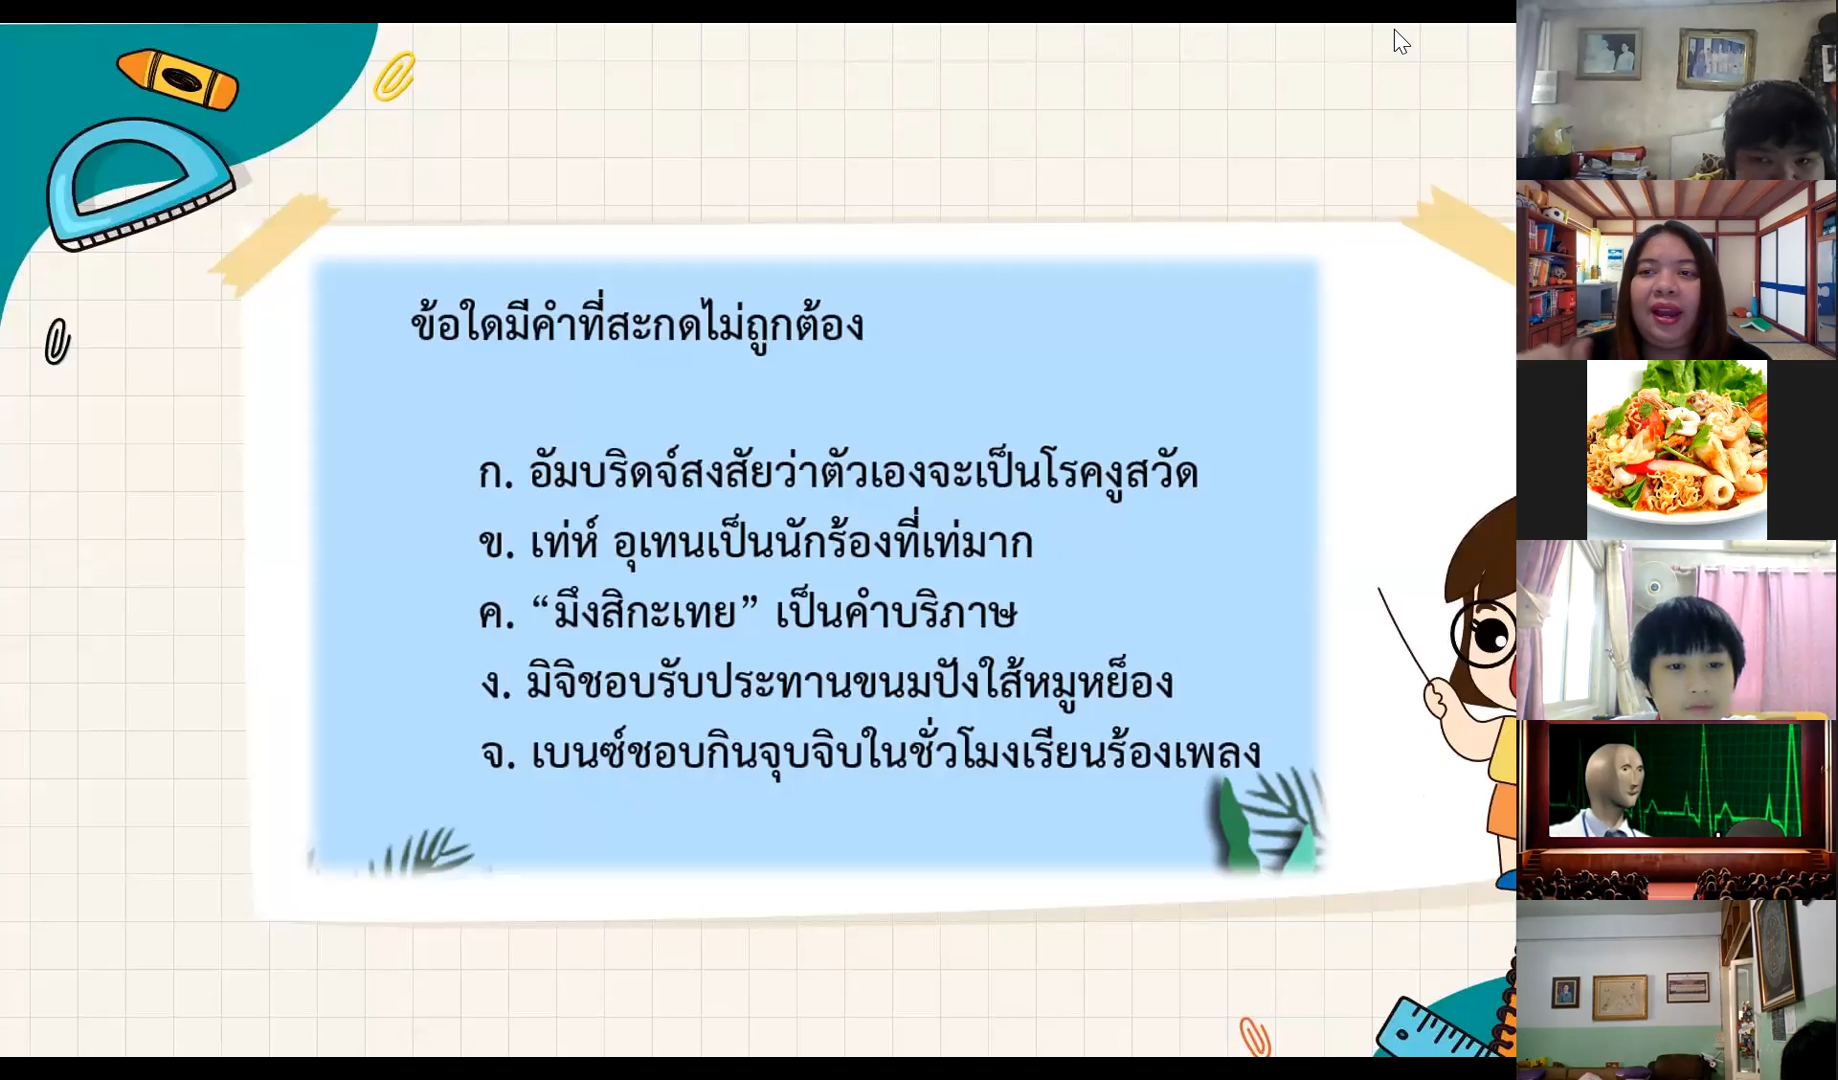 ข้อใดมีคำที่สะกดไม่ถูกต้อง
ก. อัมบริดจ์สงสัยว่าตัวเองจะเป็นโรคงูสวัด
ข. เท่ห์ อุเทนเป็นนักร้องที่เท่มาก
ค. “มึงสิกะเทย” เป็นคำบริภาษ
ง. มิจิชอบรับประทานขนมปังใส้หมูหย็อง
จ. เบนซ์ชอบกินจุบจิบในชั่วโมงเรียนร้องเพลง